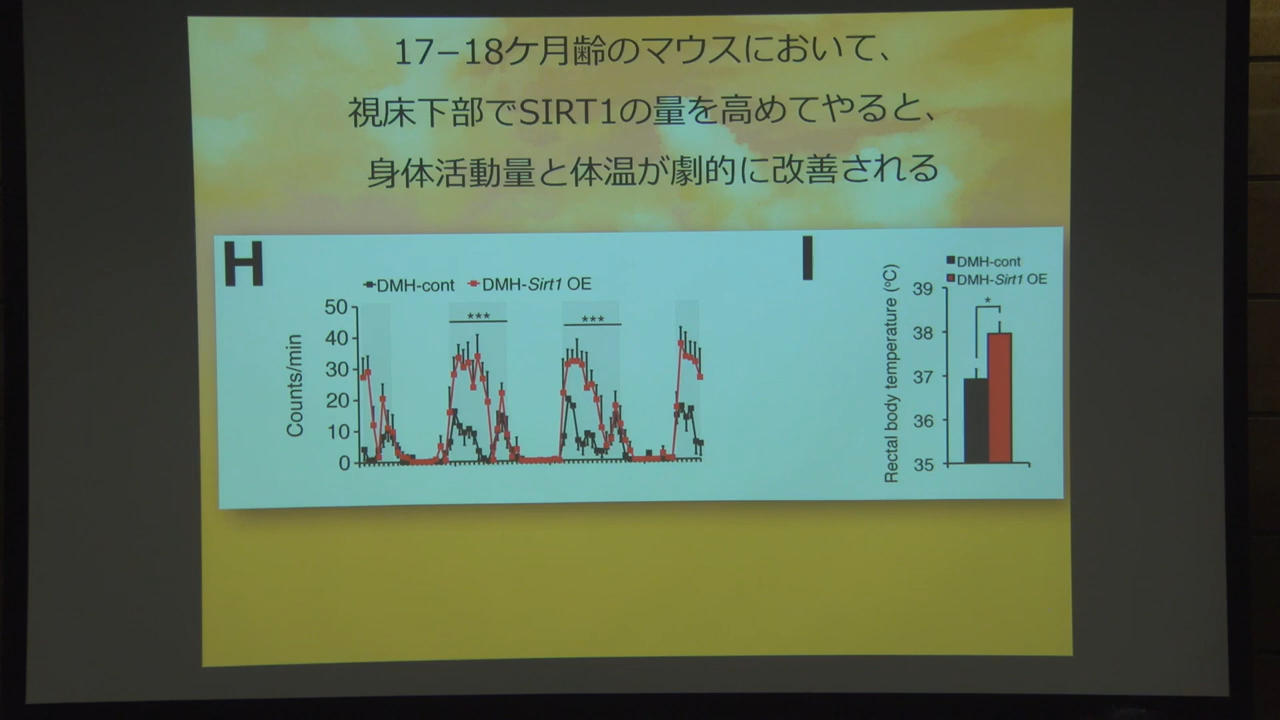 17−18ケ月齢のマウスにおいて、
視床下部でSIRT1の量を高めてやると、
身体活動量と体温が劇的に改善される
H
DMH-cont DMH-Sirt1 OE
Counts/min
50
40
30
20
10
0
*** ***
I
DMH-cont
DMH-Sirt1 OE
Rectal body temperature (ºC)
39
38
37
36
35
*